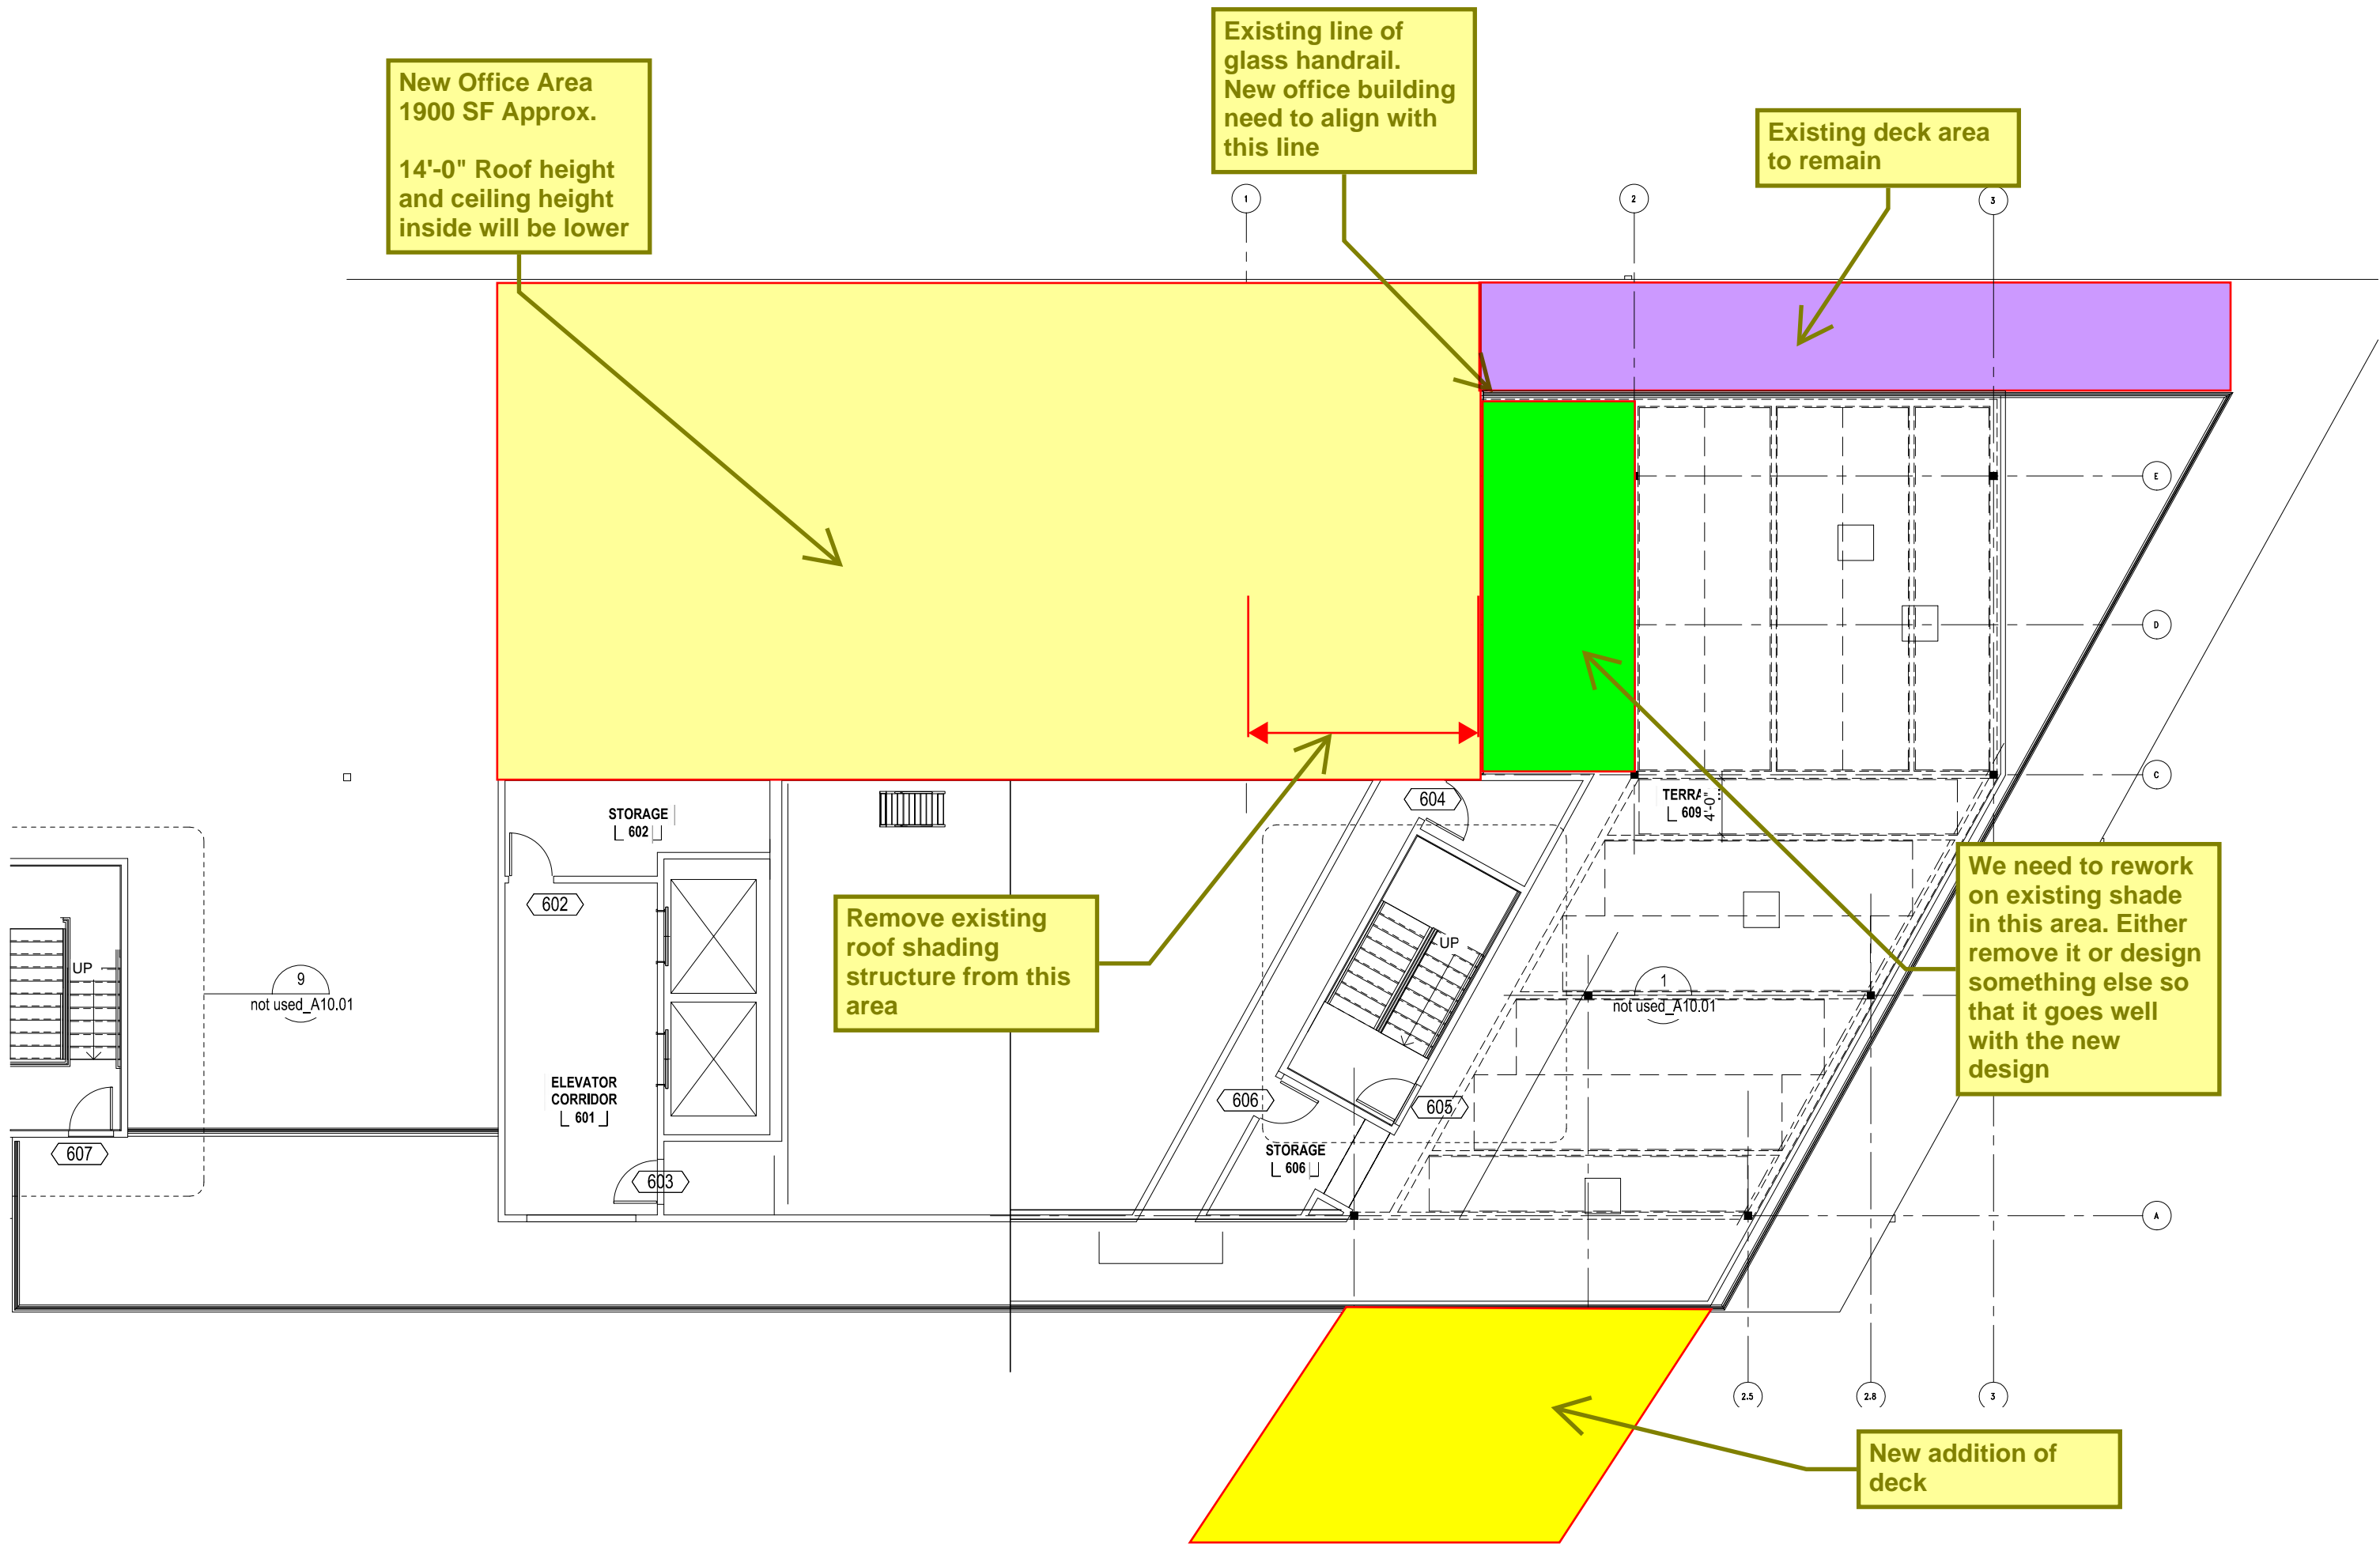 Existing line of
glass handrail.
New office building
need to align with
this line
New Office Area
1900 SF Approx.
14'-0" Roof height
and ceiling height
inside will be lower
Existing deck area
to remain
1
2
3
E
D
C
STORAGE
602
604
TERRA
609
4'-0"
602
Remove existing
roof shading
structure from this
area
We need to rework
on existing shade
in this area. Either
remove it or design
something else so
that it goes well
with the new
design
UP
UP
9
not used_A10.01
1
not used_A10.01
ELEVATOR
CORRIDOR
601
606
605
607
603
STORAGE
606
A
2.5
2.8
3
New addition of
deck